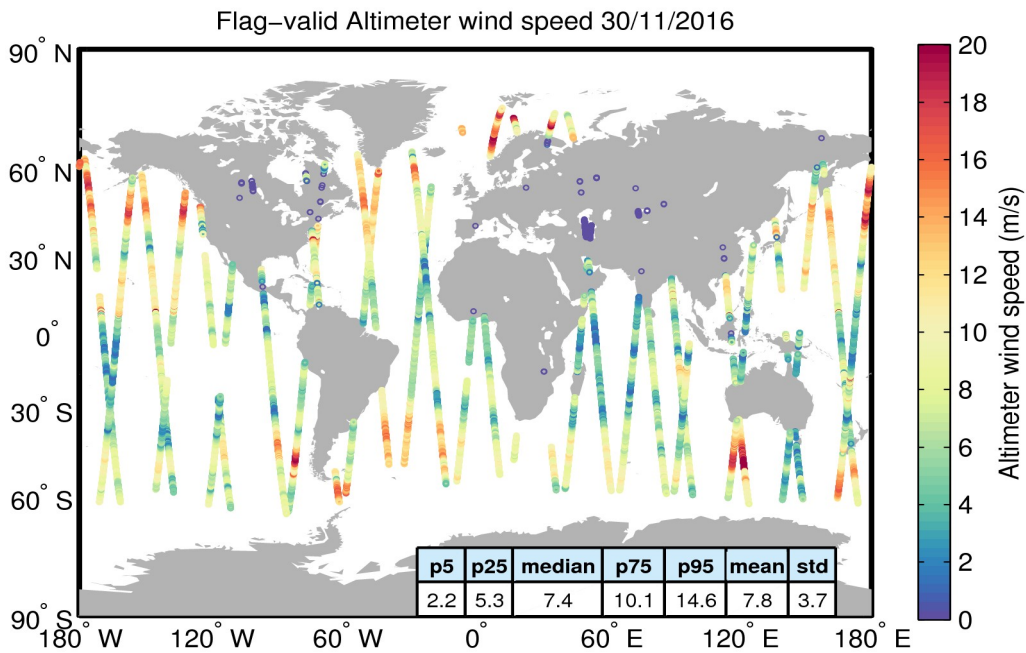 Flag−valid Altimeter wind speed 30/11/2016
90° N
60° N
30° N
0°
30° S
60° S
90° S
180° W
120° W
60° W
0°
60° E
120° E
180° E
p5 p25 median p75 p95 mean std
2.2 5.3 7.4 10.1 14.6 7.8 3.7
20
18
16
14
12
10
8
6
4
2
0
Altimeter wind speed (m/s)